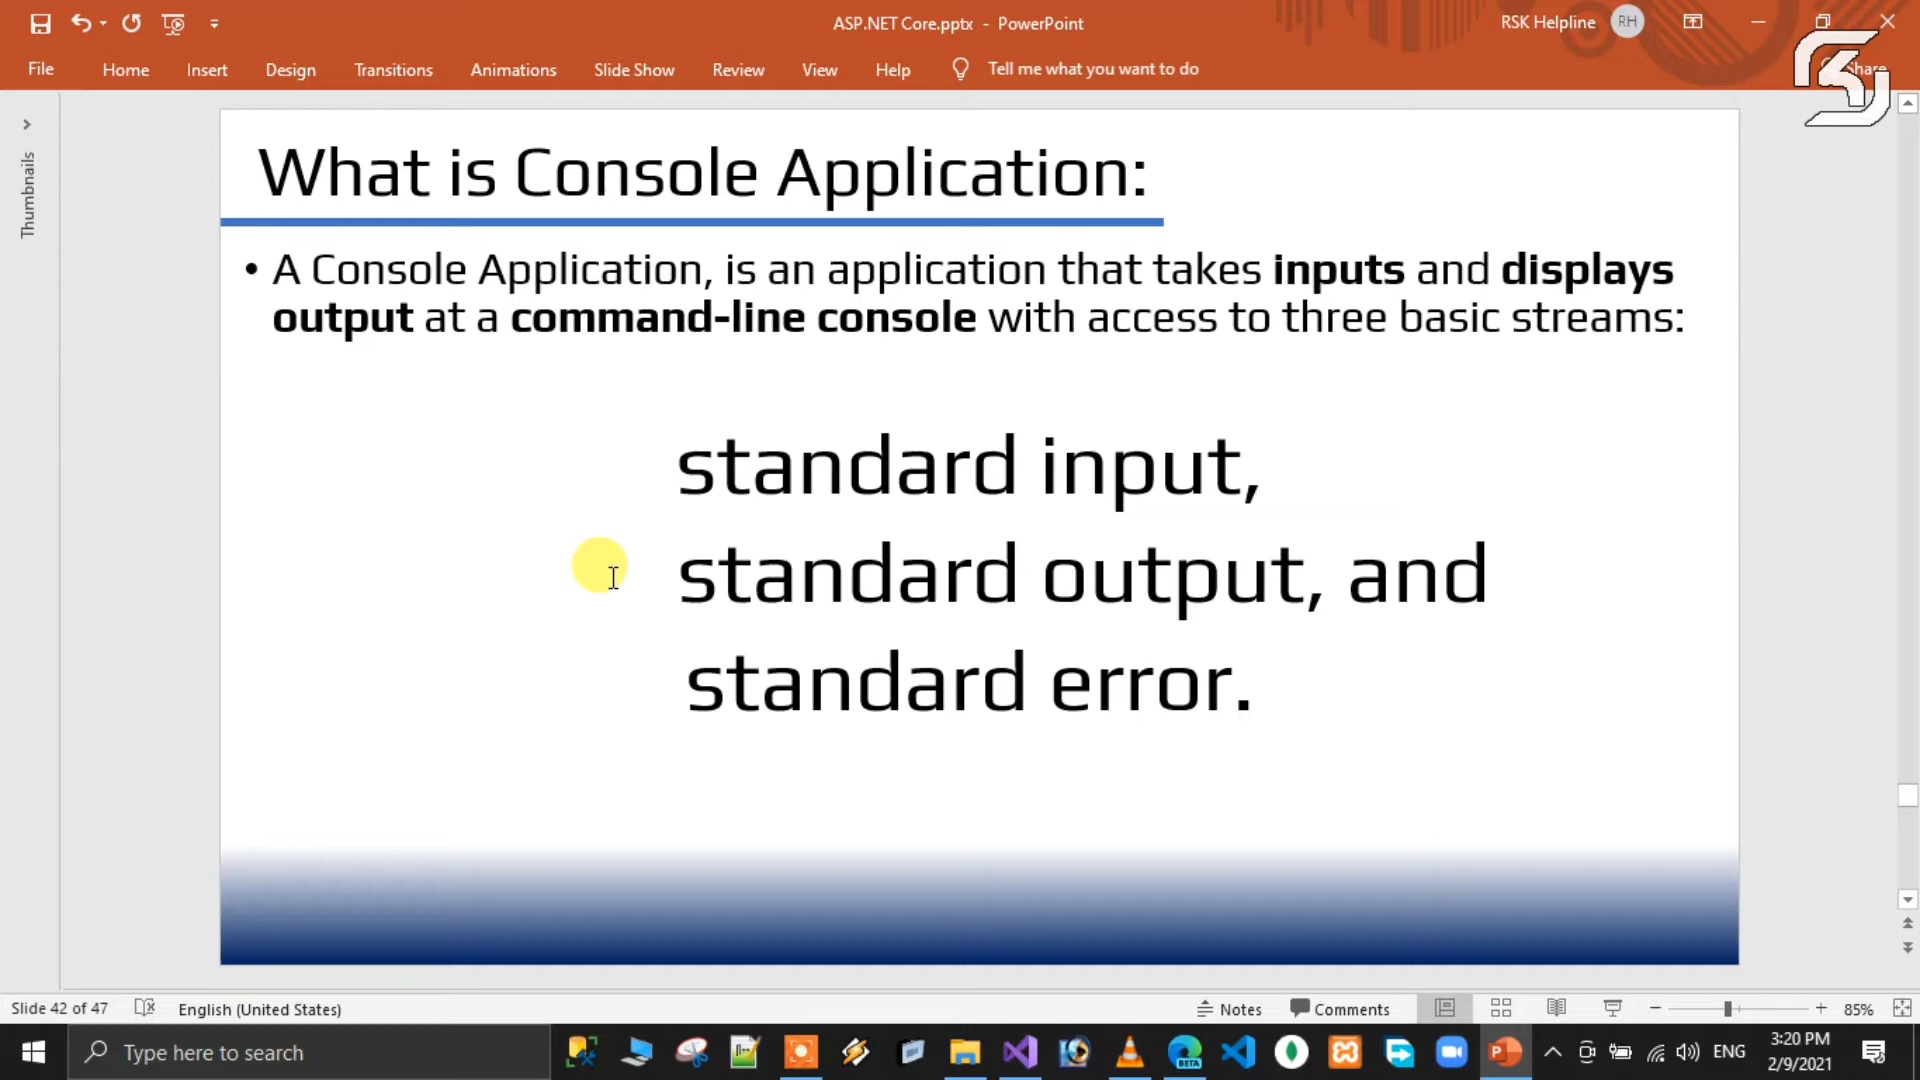 ASP.NET Core.pptx - PowerPoint
RSK Helpline
RH
File
Home
Insert
Design
Transitions
Animations
Slide Show
Review
View
Help
Tell me what you want to do
Share
Thumbnails
What is Console Application:
• A Console Application, is an application that takes inputs and displays
output at a command-line console with access to three basic streams:
standard input,
standard output, and
standard error.
Slide 42 of 47
English (United States)
Notes
Comments
85%
Type here to search
BETA
ENG
3:20 PM
2/9/2021